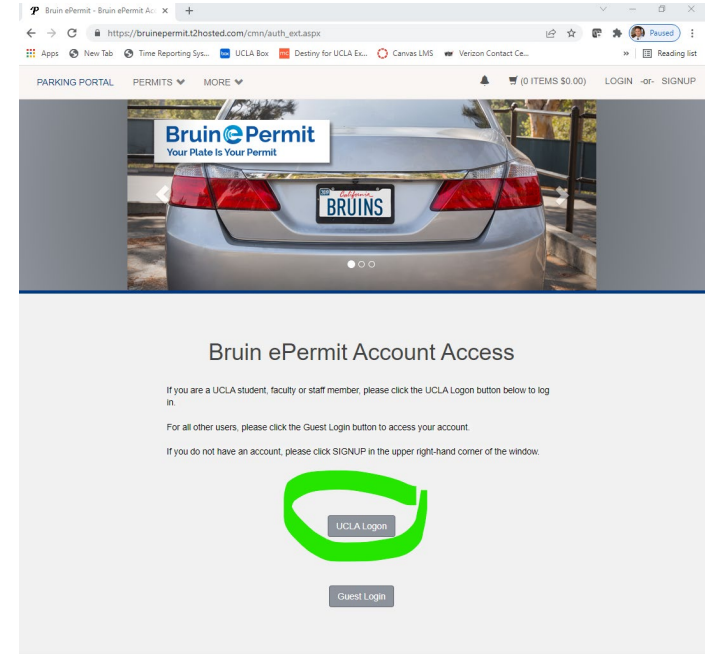 Bruin ePermit - Bruin ePermit Acc
https://bruinepermit.t2hosted.com/cmn/auth_ext.aspx
Paused
Apps New Tab Time Reporting Sys... box UCLA Box mc Destiny for UCLA Ex... Canvas LMS Verizon Contact Ce... » Reading list
PARKING PORTAL PERMITS MORE (0 ITEMS $0.00) LOGIN -or- SIGNUP
Bruin ePermit
Your Plate Is Your Permit
California
BRUINS
Bruin ePermit Account Access
If you are a UCLA student, faculty or staff member, please click the UCLA Logon button below to log
in.
For all other users, please click the Guest Login button to access your account.
If you do not have an account, please click SIGNUP in the upper right-hand corner of the window.
UCLA Logon
Guest Login